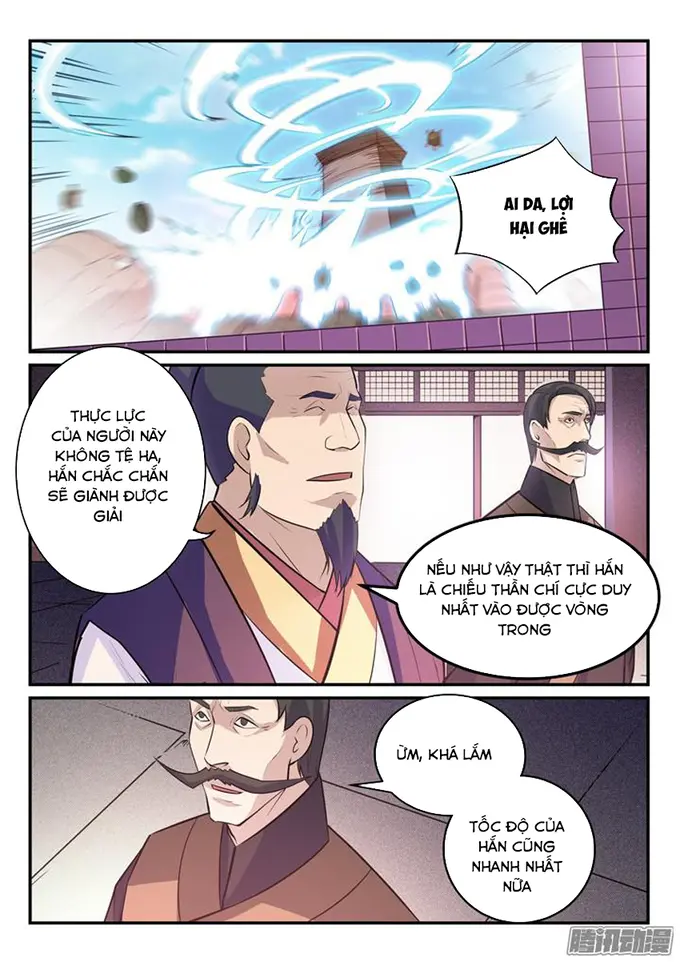 AI DA, LỢI
HẠI GHÊ
THỰC LỰC
CỦA NGƯỜI NÀY
KHÔNG TỆ HA,
HẮN CHẮC CHẮN
SẼ GIÀNH ĐƯỢC
GIẢI
NẾU NHƯ VẬY THẬT THÌ HẮN
LÀ CHIẾU THẦN CHÍ CỰC DUY
NHẤT VÀO ĐƯỢC VÒNG
TRONG
ỪM, KHÁ LẮM
TỐC ĐỘ CỦA
HẮN CŨNG
NHANH NHẤT
NỮA
腾讯动漫